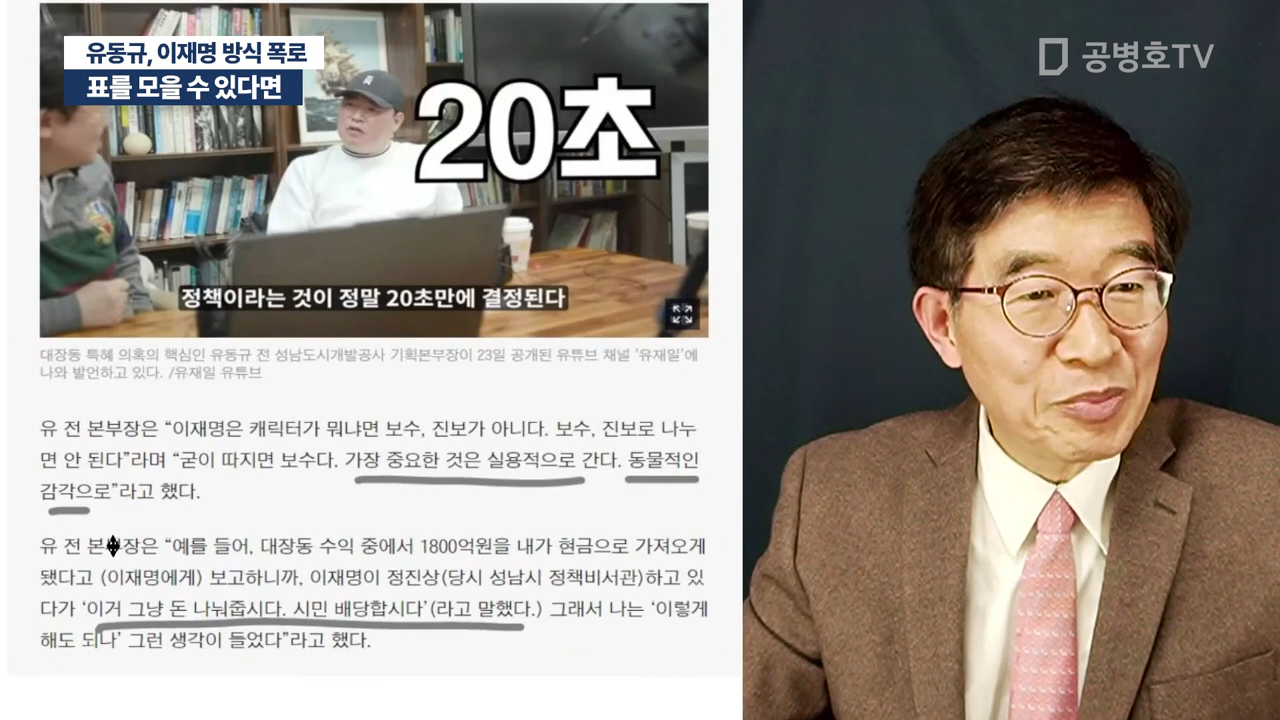 유동규, 이재명 방식 폭로
표를 모을 수 있다면
공병호TV
20초
정책이라는 것이 정말 20초만에 결정된다
대장동 특혜 의혹의 핵심인 유동규 전 성남도시개발공사 기획본부장이 23일 공개된 유튜브 채널 '유재일'에
나와 발언하고 있다. /유재일 유튜브
유 전 본부장은 “이재명은 캐릭터가 뭐냐면 보수, 진보가 아니다. 보수, 진보로 나누
면 안 된다”라며 “굳이 따지면 보수다. 가장 중요한 것은 실용적으로 간다. 동물적인
감각으로”라고 했다.
유 전 본부장은 “예를 들어, 대장동 수익 중에서 1800억원을 내가 현금으로 가져오게
됐다고 (이재명에게) 보고하니까, 이재명이 정진상(당시 성남시 정책비서관)하고 있
다가 ‘이거 그냥 돈 나눠줍시다. 시민 배당합시다’(라고 말했다.) 그래서 나는 ‘이렇게
해도 되나’ 그런 생각이 들었다”라고 했다.